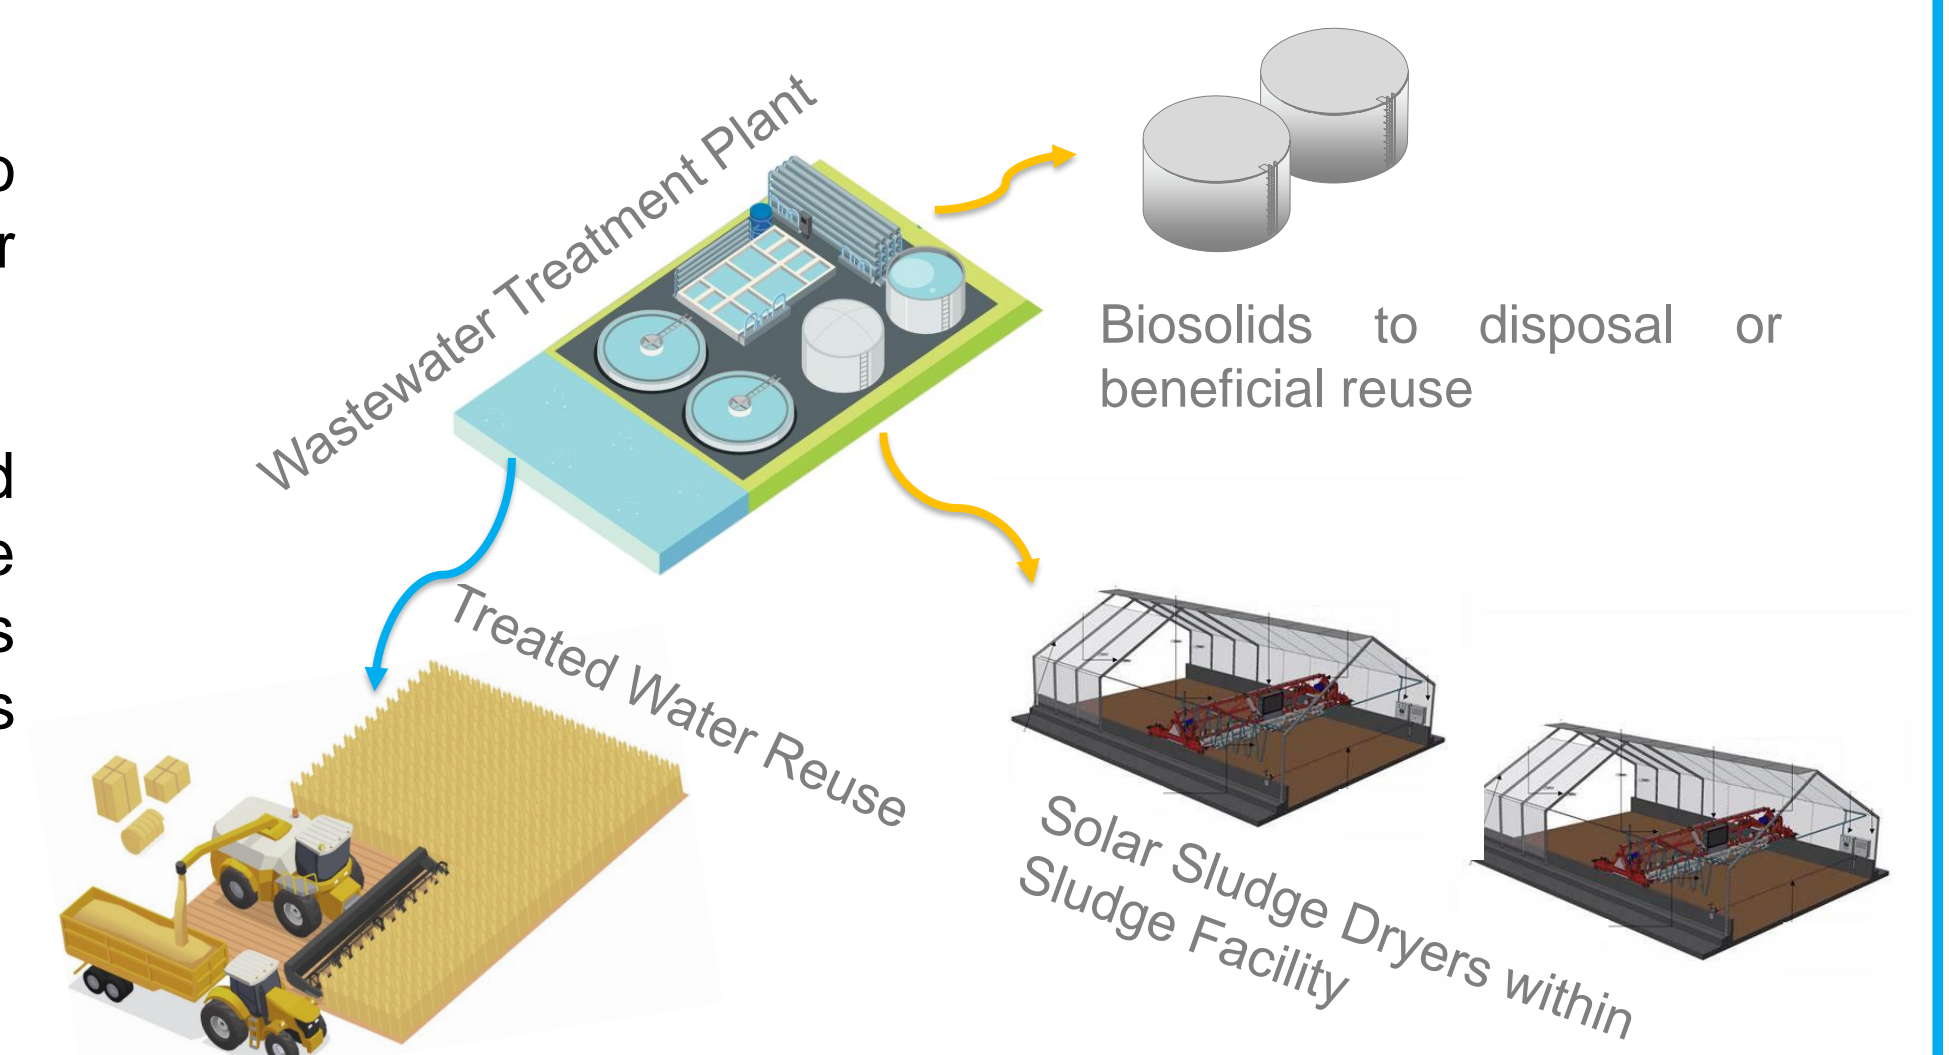 Wastewater Treatment Plant
Biosolids to disposal or
beneficial reuse
Treated Water Reuse
Solar Sludge Dryers within
Sludge Facility